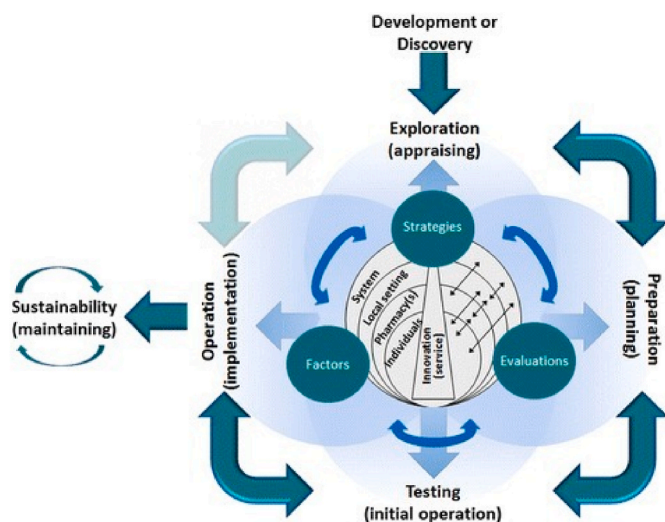 Development or
Discovery
Exploration
(appraising)
Strategies
System
Local setting
Pharmacy(s)
Individuals
Innovation
(service)
Factors
Evaluations
Operation
(implementation)
Preparation
(planning)
Sustainability
(maintaining)
Testing
(initial operation)